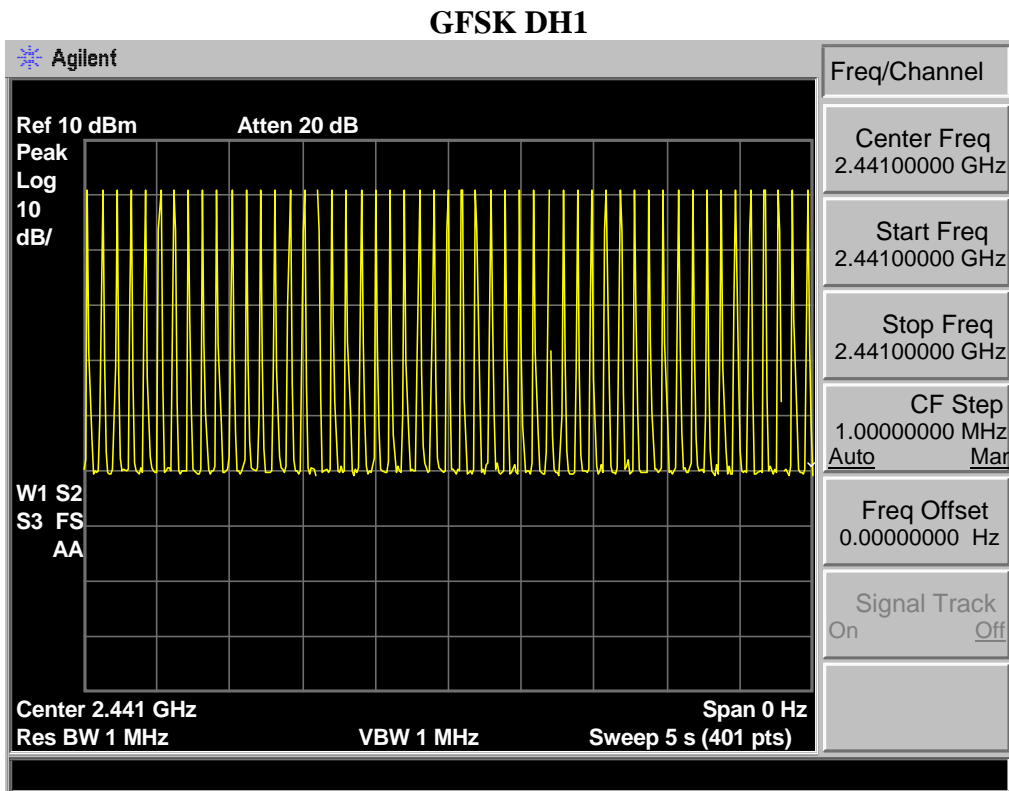 GFSK DH1
Agilent
Freq/Channel
Ref 10 dBm Atten 20 dB
Peak
Log
10
dB/
W1 S2
S3 FS
AA
Center 2.441 GHz Span 0 Hz
Res BW 1 MHz VBW 1 MHz Sweep 5 s (401 pts)
Center Freq
2.44100000 GHz
Start Freq
2.44100000 GHz
Stop Freq
2.44100000 GHz
CF Step
1.00000000 MHz
Auto Mar
Freq Offset
0.00000000 Hz
Signal Track
On Off